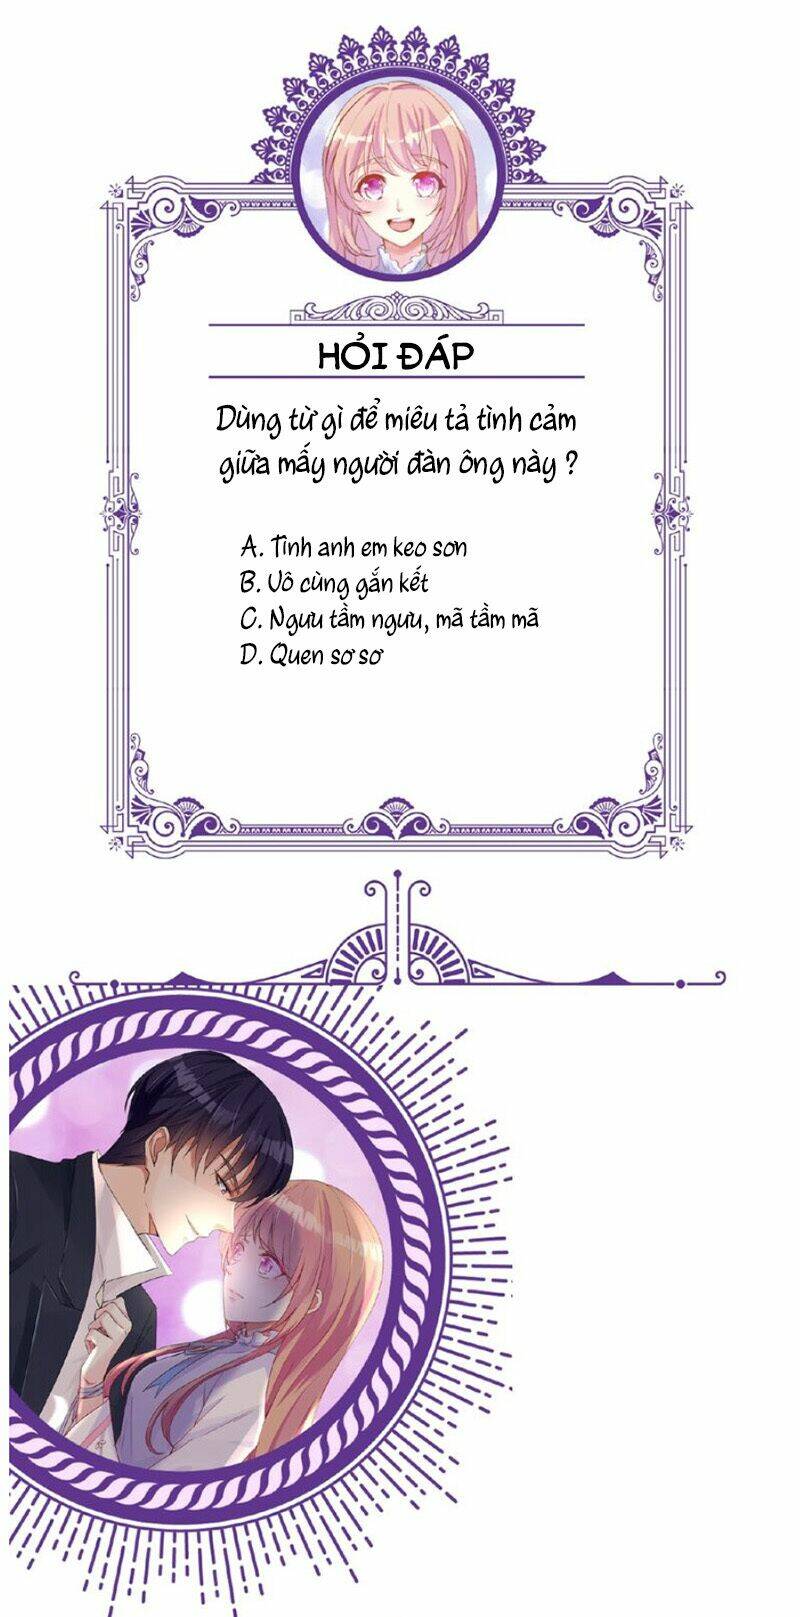 HỎI ĐÁP
Dùng từ gì để miêu tả tình cảm
giữa mấy người đàn ông này ?
A. Tình anh em keo sơn
B. Vô cùng gắn kết
C. Ngưu tầm ngưu, mã tầm mã
D. Quen sơ sơ